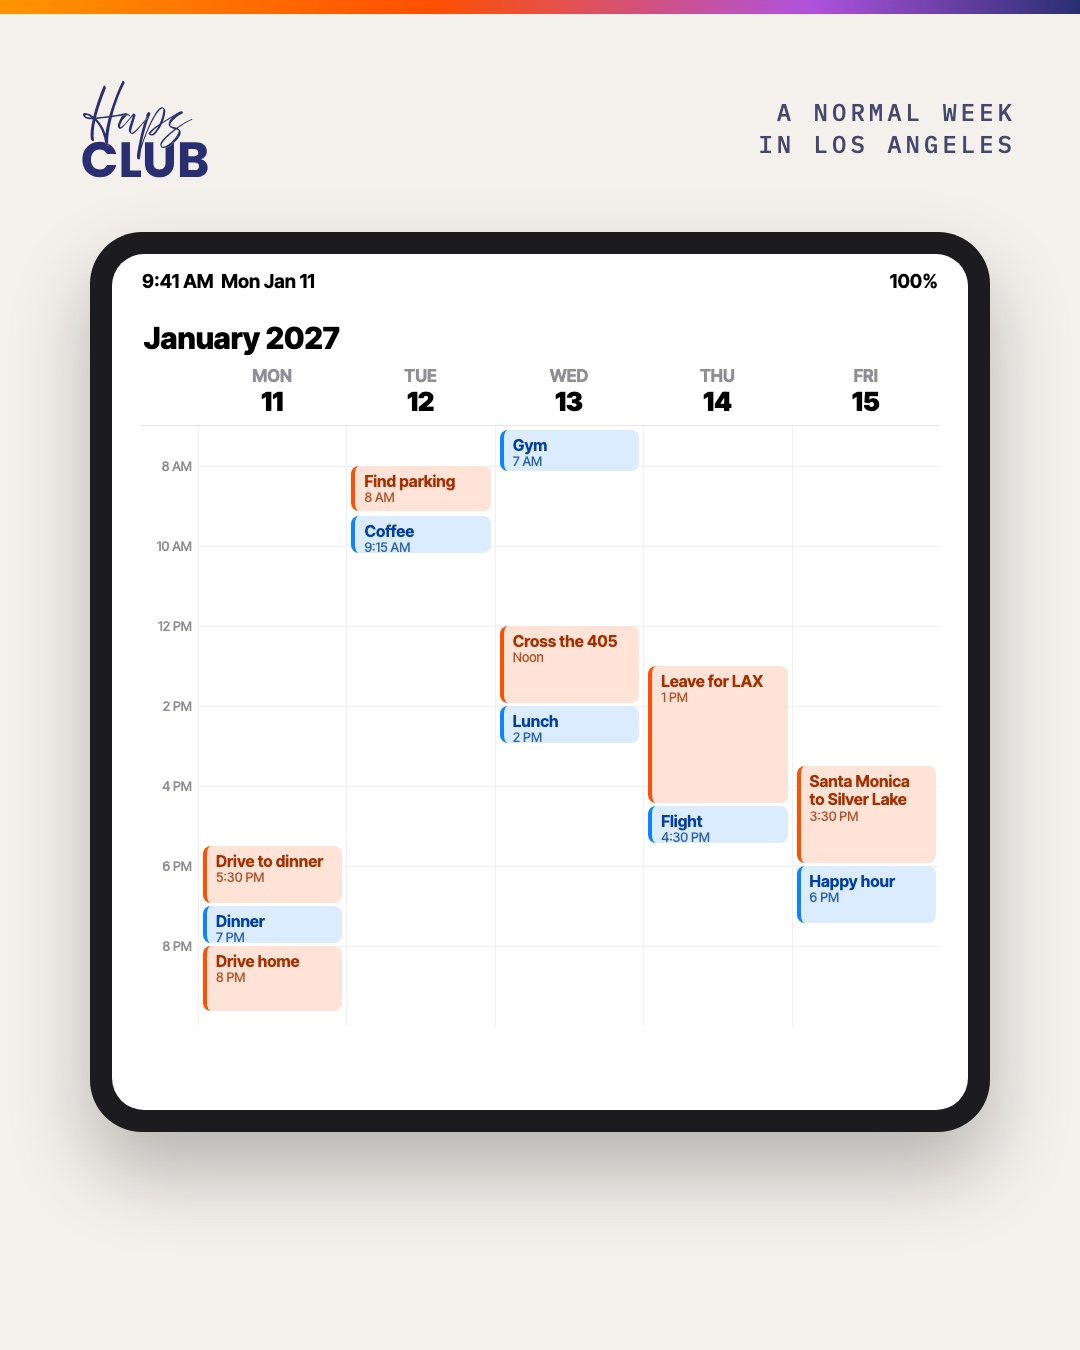 Haps
CLUB
A NORMAL WEEK
IN LOS ANGELES
9:41 AM Mon Jan 11
100%
January 2027
MON
11
TUE
12
WED
13
THU
14
FRI
15
8 AM
10 AM
12 PM
2 PM
4 PM
6 PM
8 PM
Drive to dinner
5:30 PM
Dinner
7 PM
Drive home
8 PM
Find parking
8 AM
Coffee
9:15 AM
Gym
7 AM
Cross the 405
Noon
Lunch
2 PM
Leave for LAX
1 PM
Flight
4:30 PM
Santa Monica
to Silver Lake
3:30 PM
Happy hour
6 PM